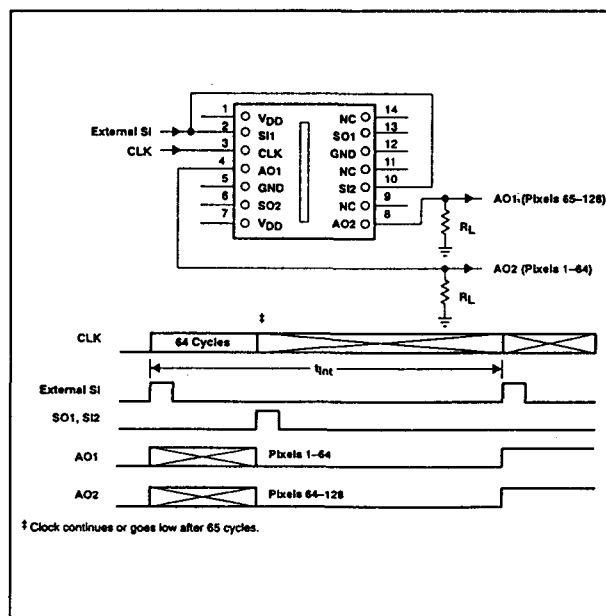 1 VDD NC 14
External SI 2 SI1 SO1 13
CLK 3 CLK GND 12
4 AO1 NC 11
5 GND SI2 10
6 SO2 NC 9
7 VDD AO2 8
AO1 (Pixels 65–128)
RL
AO2 (Pixels 1–64)
RL
‡
CLK 64 Cycles
tint
External SI
SO1, SI2
AO1 Pixels 1–64
AO2 Pixels 64–128
‡ Clock continues or goes low after 65 cycles.